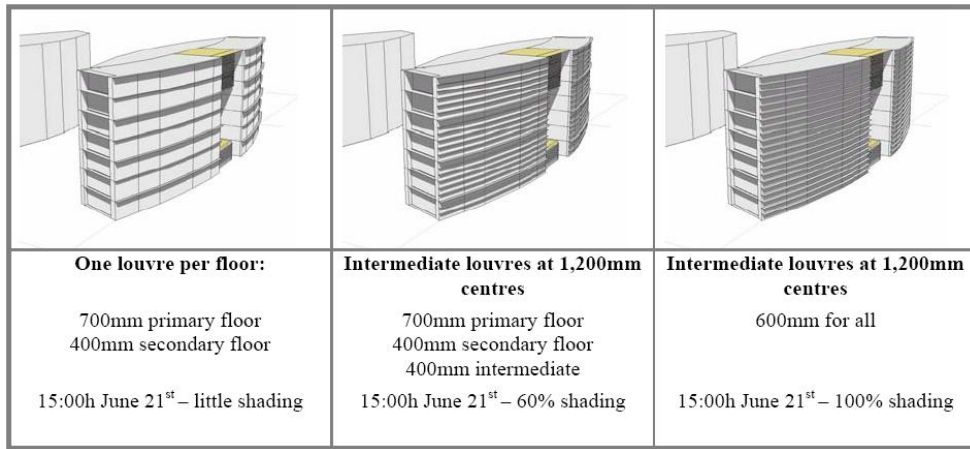 One louvre per floor:
700mm primary floor
400mm secondary floor
15:00h June 21st – little shading
Intermediate louvres at 1,200mm
centres
700mm primary floor
400mm secondary floor
400mm intermediate
15:00h June 21st – 60% shading
Intermediate louvres at 1,200mm
centres
600mm for all
15:00h June 21st – 100% shading